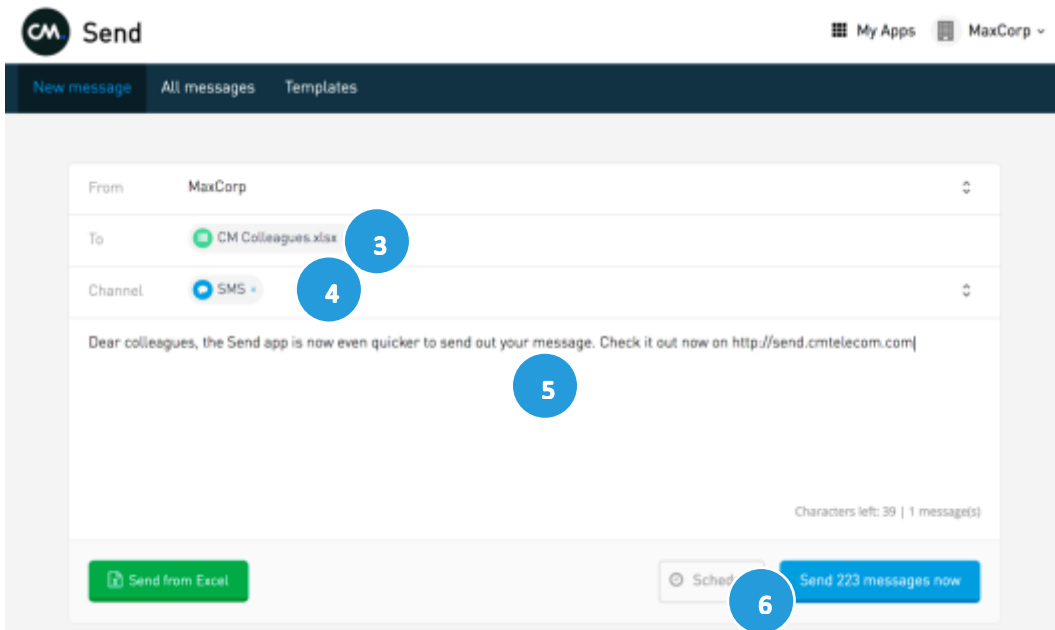 CM. Send
My Apps MaxCorp
New message All messages Templates
From MaxCorp
To CM Colleagues.xlsx 3
Channel SMS 4
Dear colleagues, the Send app is now even quicker to send out your message. Check it out now on http://send.cmtelecom.com
5
Characters left: 39 | 1 message(s)
Send from Excel Sched 6 Send 223 messages now